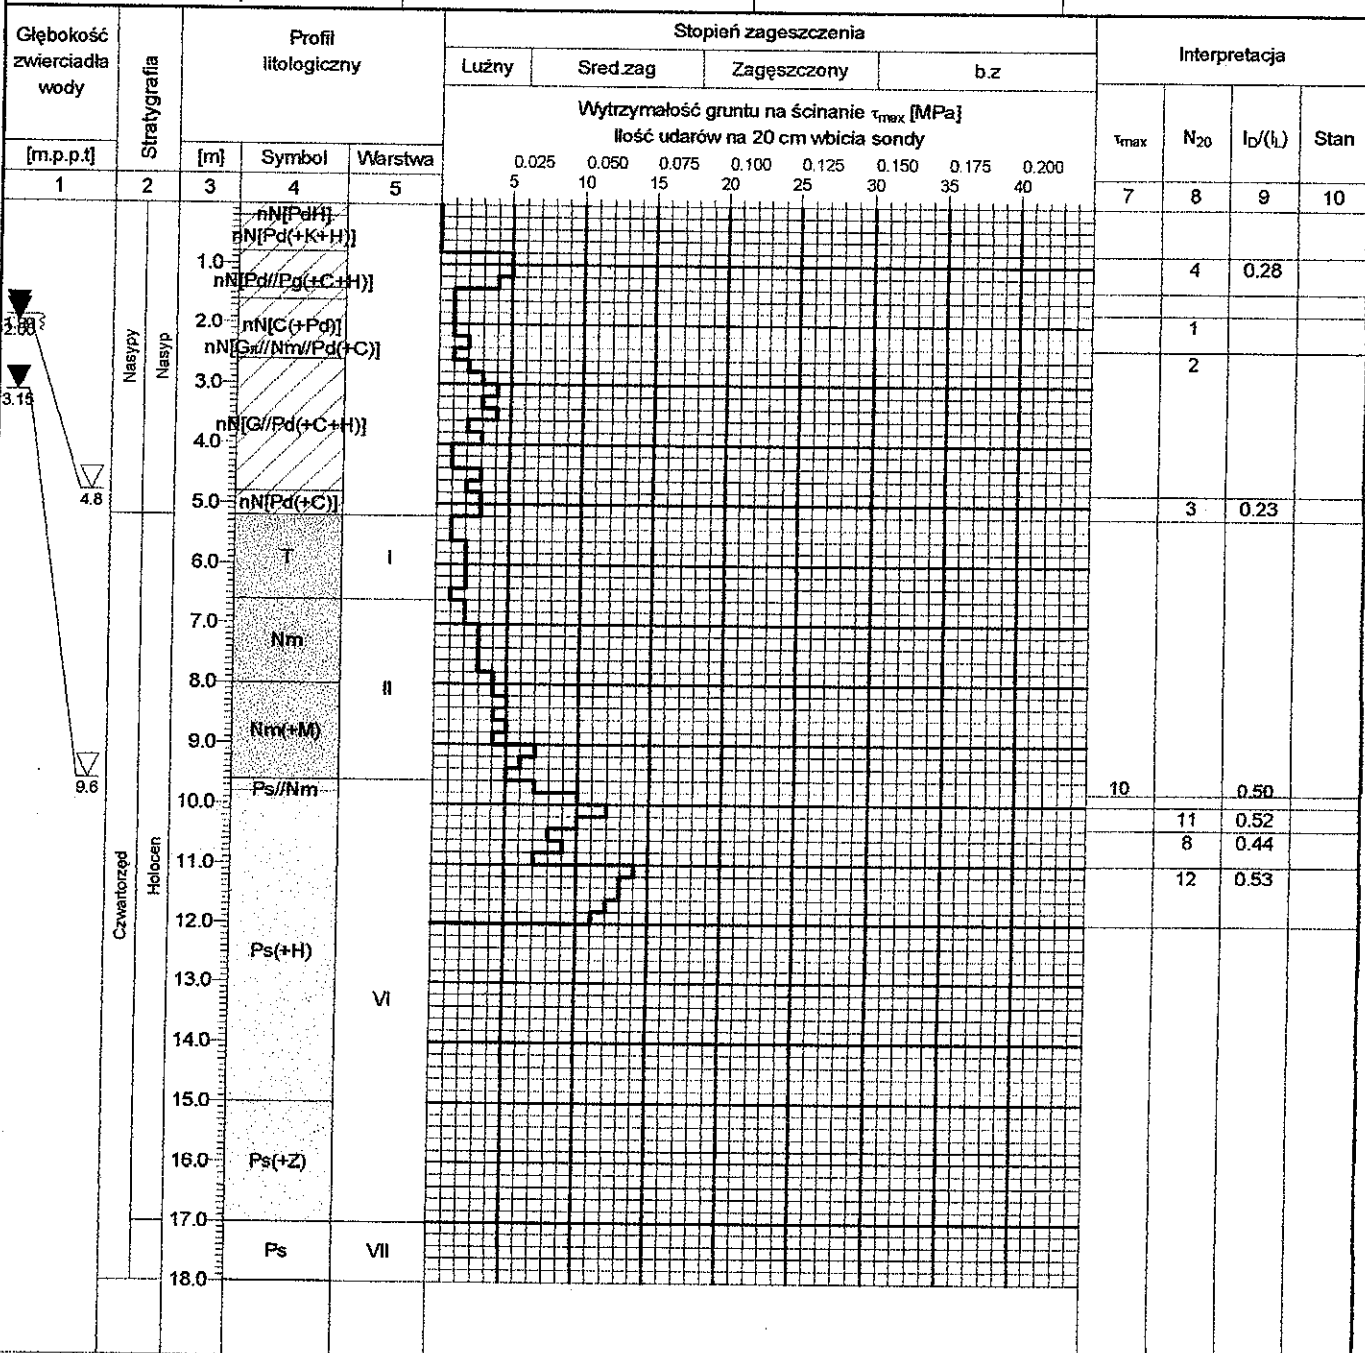 Głębokość zwierciadła wody
[m.p.p.t]
1
Stratygrafia
2
Profil litologiczny
[m] Symbol Warstwa
3 4 5
Stopień zageszczenia
Luźny Sred.zag Zagęszczony b.z
Wytrzymałość gruntu na ścinanie τmax [MPa]
Ilość udarów na 20 cm wbicia sondy
0.025 0.050 0.075 0.100 0.125 0.150 0.175 0.200
5 10 15 20 25 30 35 40
Interpretacja
τmax N20 ID/(IL) Stan
7 8 9 10
nN[PdH]
nN[Pd(+K+H)]
1.0
nN[Pd//Pg(+C+H)]
4 0.28
2.0
nN[C(+Pd)]
1
nN[Gπ//Nm//Pd(+C)]
2
3.0
3.15
Nasypy
Nasyp
nN[G//Pd(+C+H)]
4.0
4.8
5.0
nN[Pd(+C)]
3 0.23
T
I
6.0
7.0
Nm
8.0
II
Nm(+M)
9.0
9.6
Ps//Nm
10 0.50
10.0
11 0.52
8 0.44
11.0
12 0.53
Czwartorzęd
Holocen
12.0
Ps(+H)
13.0
VI
14.0
15.0
16.0
Ps(+Z)
17.0
Ps
VII
18.0